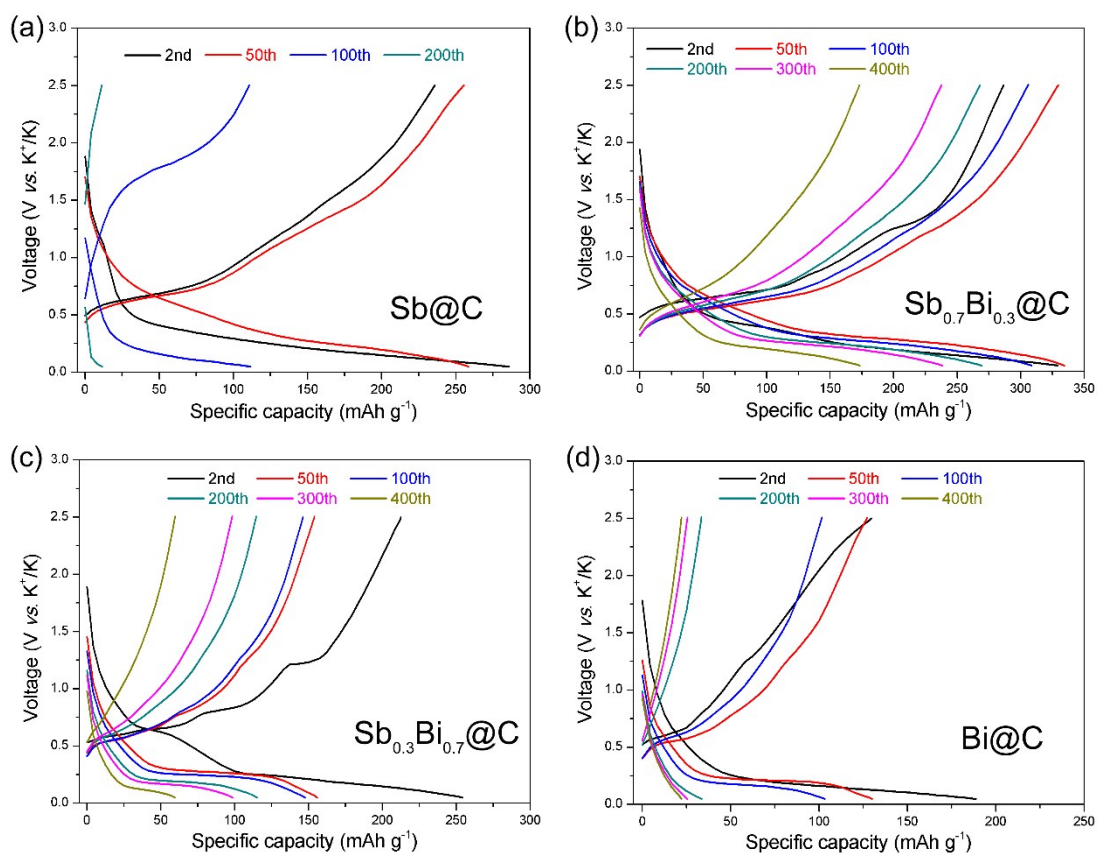 (a)
3.0
2.5
2.0
1.5
1.0
0.5
0.0
Voltage (V vs. K⁺/K)
2nd 50th 100th 200th
Sb@C
0 50 100 150 200 250 300
Specific capacity (mAh g⁻¹)
(b)
3.0
2.5
2.0
1.5
1.0
0.5
0.0
Voltage (V vs. K⁺/K)
2nd 50th 100th
200th 300th 400th
Sb₀.₇Bi₀.₃@C
0 50 100 150 200 250 300 350
Specific capacity (mAh g⁻¹)
(c)
3.0
2.5
2.0
1.5
1.0
0.5
0.0
Voltage (V vs. K⁺/K)
2nd 50th 100th
200th 300th 400th
Sb₀.₃Bi₀.₇@C
0 50 100 150 200 250 300
Specific capacity (mAh g⁻¹)
(d)
3.0
2.5
2.0
1.5
1.0
0.5
0.0
Voltage (V vs. K⁺/K)
2nd 50th 100th
200th 300th 400th
Bi@C
0 50 100 150 200 250
Specific capacity (mAh g⁻¹)